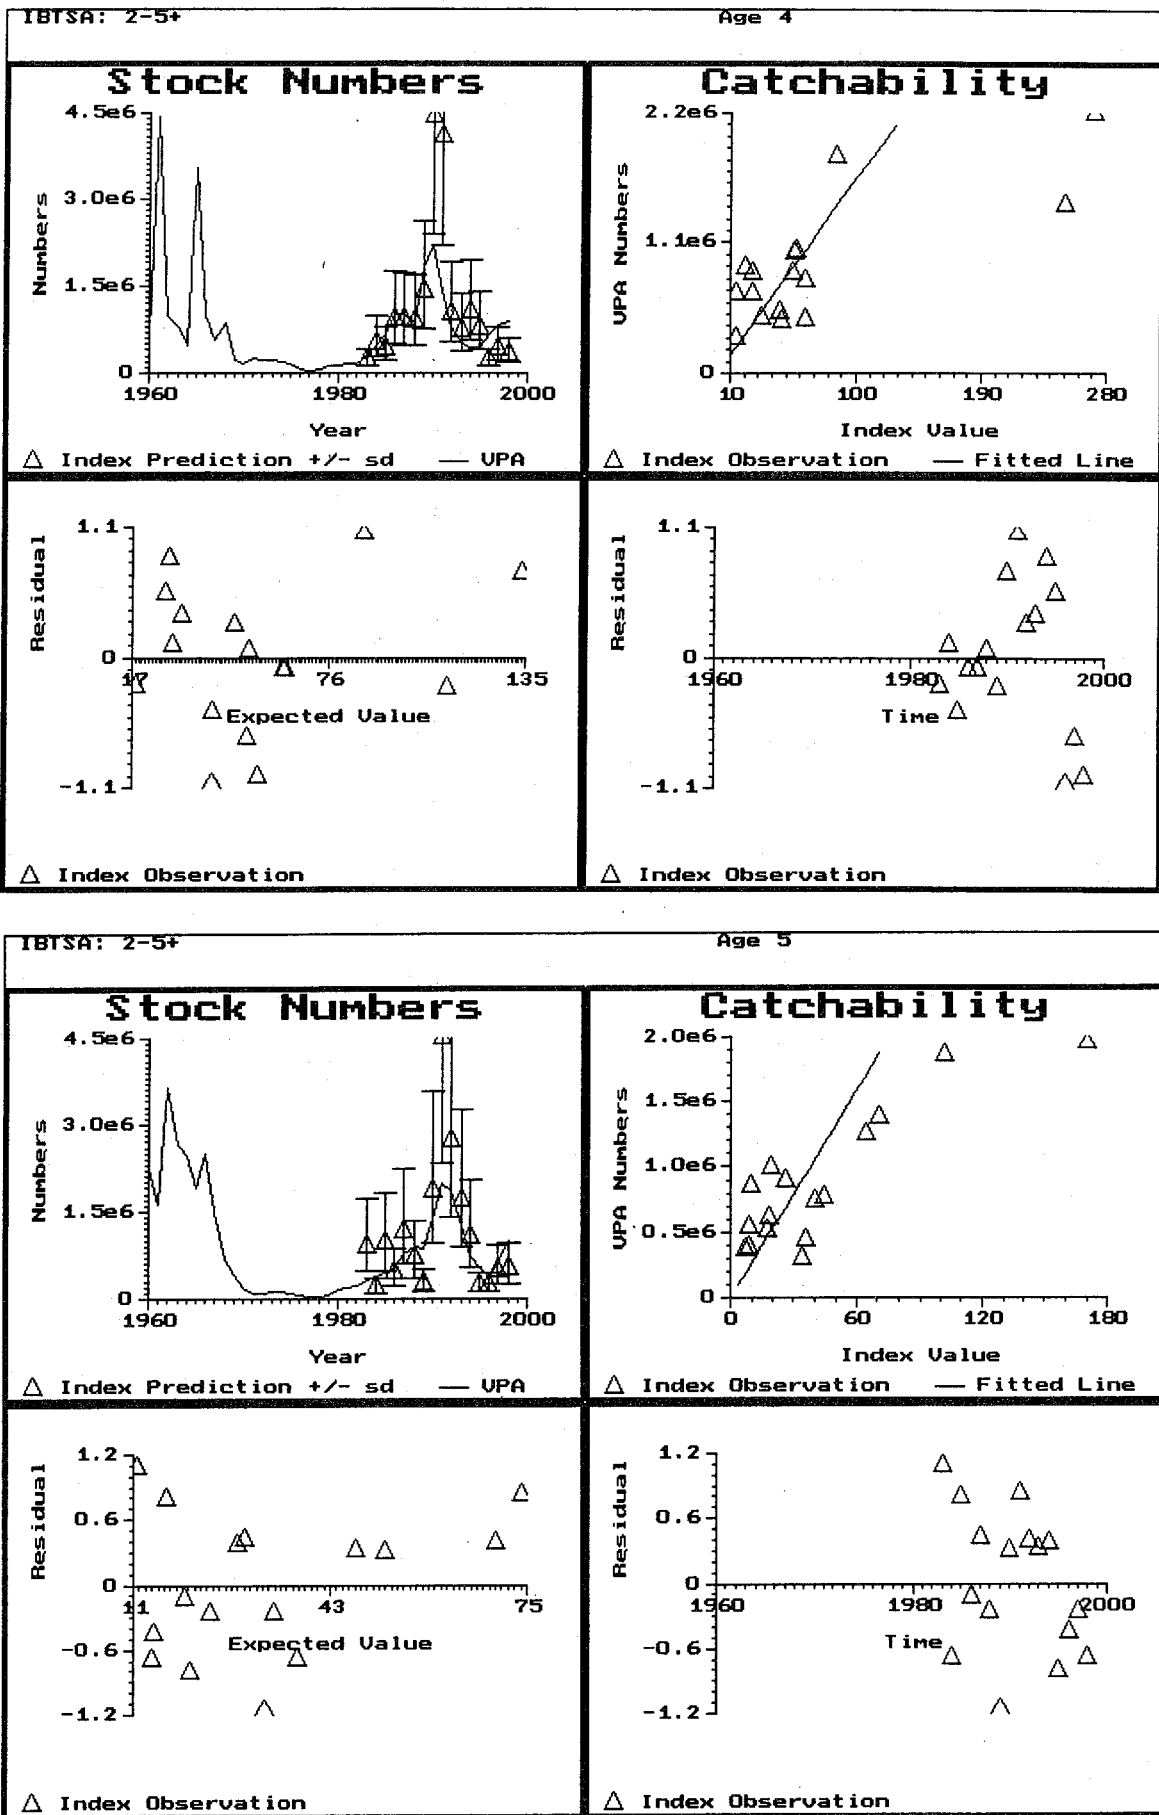 IBTSA: 2-5+ Age 4
Stock Numbers
4.5e6
3.0e6
1.5e6
0
Numbers
1960 1980 2000
Year
△ Index Prediction +/- sd — VPA
Catchability
2.2e6
1.1e6
0
VPA Numbers
10 100 190 280
Index Value
△ Index Observation — Fitted Line
1.1
0
-1.1
Residual
17 76 135
Expected Value
△ Index Observation
1.1
0
-1.1
Residual
1960 1980 2000
Time
△ Index Observation
IBTSA: 2-5+ Age 5
Stock Numbers
4.5e6
3.0e6
1.5e6
0
Numbers
1960 1980 2000
Year
△ Index Prediction +/- sd — VPA
Catchability
2.0e6
1.5e6
1.0e6
0.5e6
0
VPA Numbers
0 60 120 180
Index Value
△ Index Observation — Fitted Line
1.2
0.6
0
-0.6
-1.2
Residual
11 43 75
Expected Value
△ Index Observation
1.2
0.6
0
-0.6
-1.2
Residual
1960 1980 2000
Time
△ Index Observation